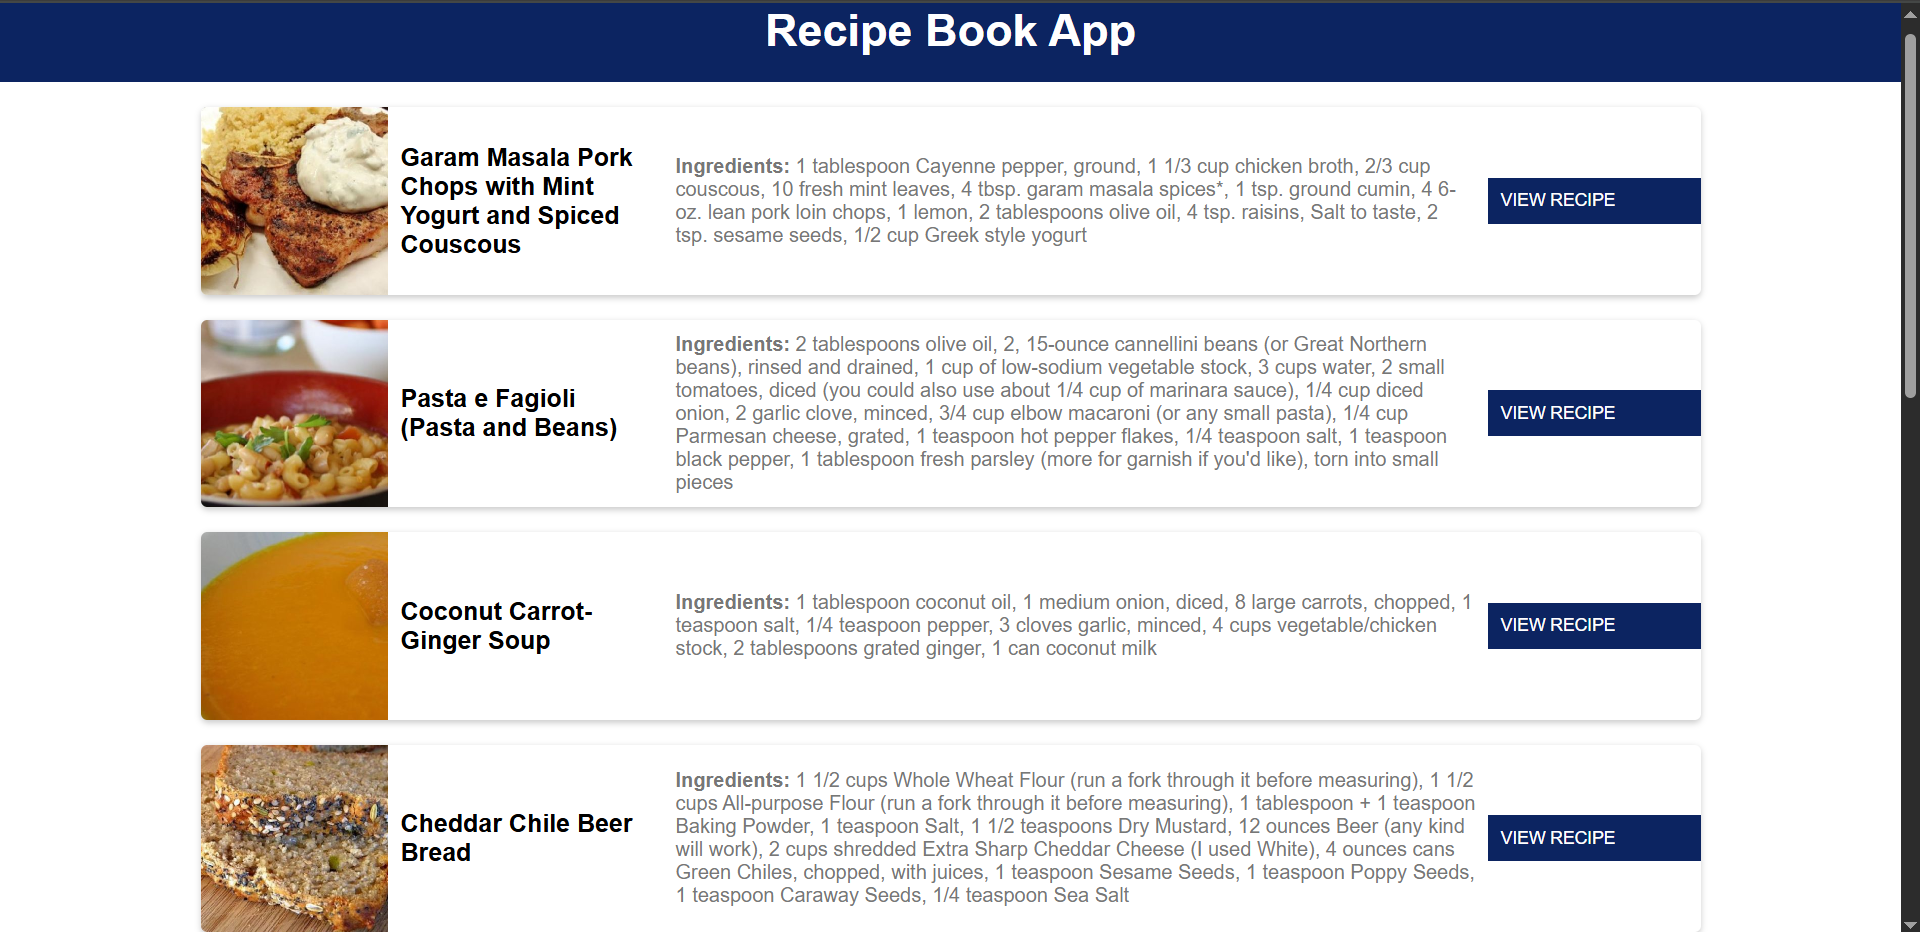 Recipe Book App
Garam Masala Pork
Chops with Mint
Yogurt and Spiced
Couscous
Ingredients: 1 tablespoon Cayenne pepper, ground, 1 1/3 cup chicken broth, 2/3 cup
couscous, 10 fresh mint leaves, 4 tbsp. garam masala spices*, 1 tsp. ground cumin, 4 6-
oz. lean pork loin chops, 1 lemon, 2 tablespoons olive oil, 4 tsp. raisins, Salt to taste, 2
tsp. sesame seeds, 1/2 cup Greek style yogurt
VIEW RECIPE
Pasta e Fagioli
(Pasta and Beans)
Ingredients: 2 tablespoons olive oil, 2, 15-ounce cannellini beans (or Great Northern
beans), rinsed and drained, 1 cup of low-sodium vegetable stock, 3 cups water, 2 small
tomatoes, diced (you could also use about 1/4 cup of marinara sauce), 1/4 cup diced
onion, 2 garlic clove, minced, 3/4 cup elbow macaroni (or any small pasta), 1/4 cup
Parmesan cheese, grated, 1 teaspoon hot pepper flakes, 1/4 teaspoon salt, 1 teaspoon
black pepper, 1 tablespoon fresh parsley (more for garnish if you'd like), torn into small
pieces
VIEW RECIPE
Coconut Carrot-
Ginger Soup
Ingredients: 1 tablespoon coconut oil, 1 medium onion, diced, 8 large carrots, chopped, 1
teaspoon salt, 1/4 teaspoon pepper, 3 cloves garlic, minced, 4 cups vegetable/chicken
stock, 2 tablespoons grated ginger, 1 can coconut milk
VIEW RECIPE
Cheddar Chile Beer
Bread
Ingredients: 1 1/2 cups Whole Wheat Flour (run a fork through it before measuring), 1 1/2
cups All-purpose Flour (run a fork through it before measuring), 1 tablespoon + 1 teaspoon
Baking Powder, 1 teaspoon Salt, 1 1/2 teaspoons Dry Mustard, 12 ounces Beer (any kind
will work), 2 cups shredded Extra Sharp Cheddar Cheese (I used White), 4 ounces cans
Green Chiles, chopped, with juices, 1 teaspoon Sesame Seeds, 1 teaspoon Poppy Seeds,
1 teaspoon Caraway Seeds, 1/4 teaspoon Sea Salt
VIEW RECIPE